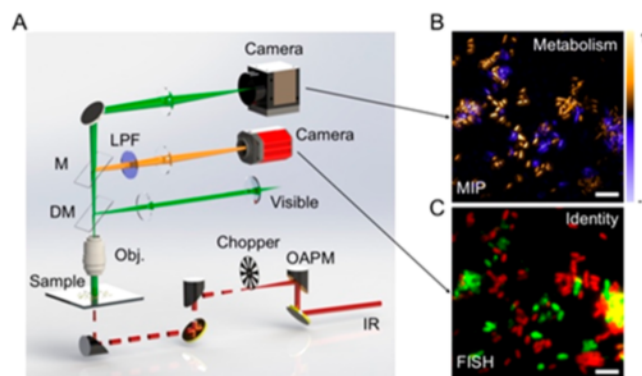 A
Camera
LPF
Camera
M
DM
Visible
Obj.
Chopper
OAPM
Sample
IR
B
Metabolism
MIP
C
Identity
FISH